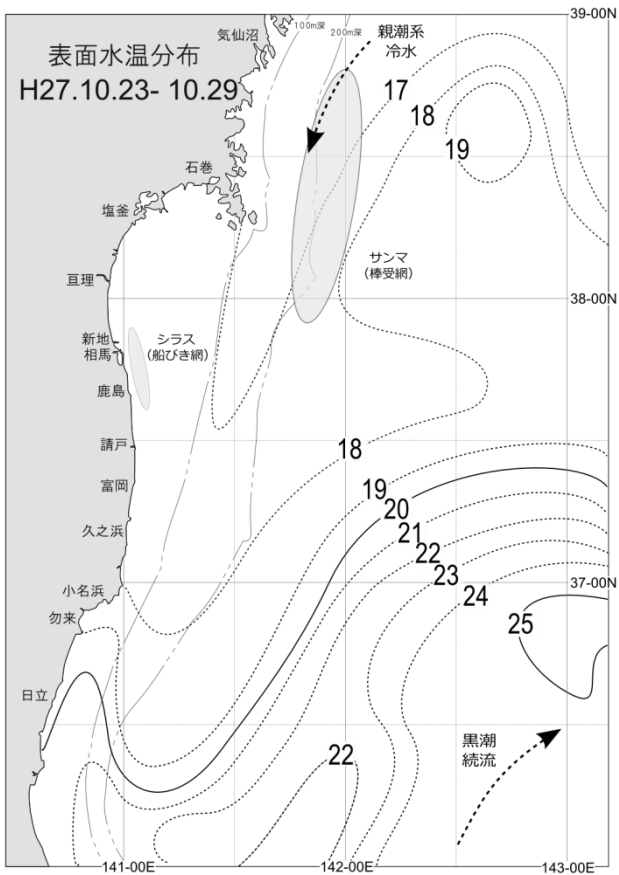 表面水温分布
H27.10.23- 10.29
気仙沼
100m深
200m深
親潮系
冷水
39-00N
17
18
19
石巻
塩釜
サンマ
(棒受網)
亘理
38-00N
新地
相馬
シラス
(船びき網)
鹿島
請戸
18
富岡
19
20
久之浜
21
22
23
37-00N
小名浜
24
勿来
25
日立
22
黒潮
続流
141-00E
142-00E
143-00E